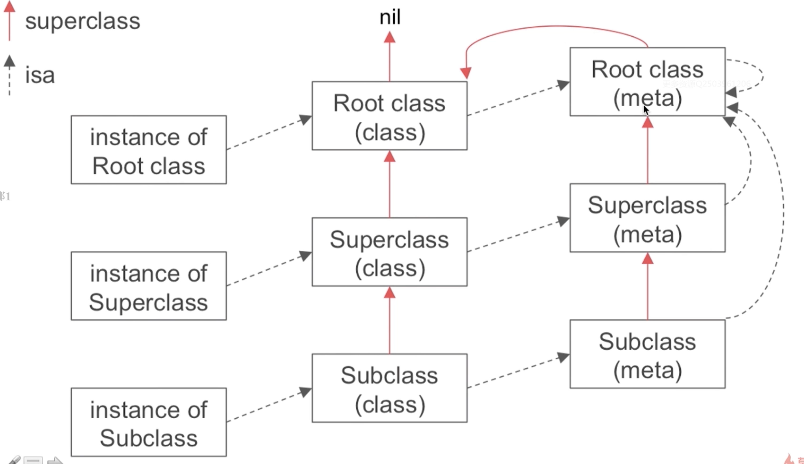 nil
superclass
isa
Root class
(meta)
Root class
(class)
instance of
Root class
Superclass
(meta)
Superclass
(class)
instance of
Superclass
Subclass
(meta)
Subclass
(class)
instance of
Subclass